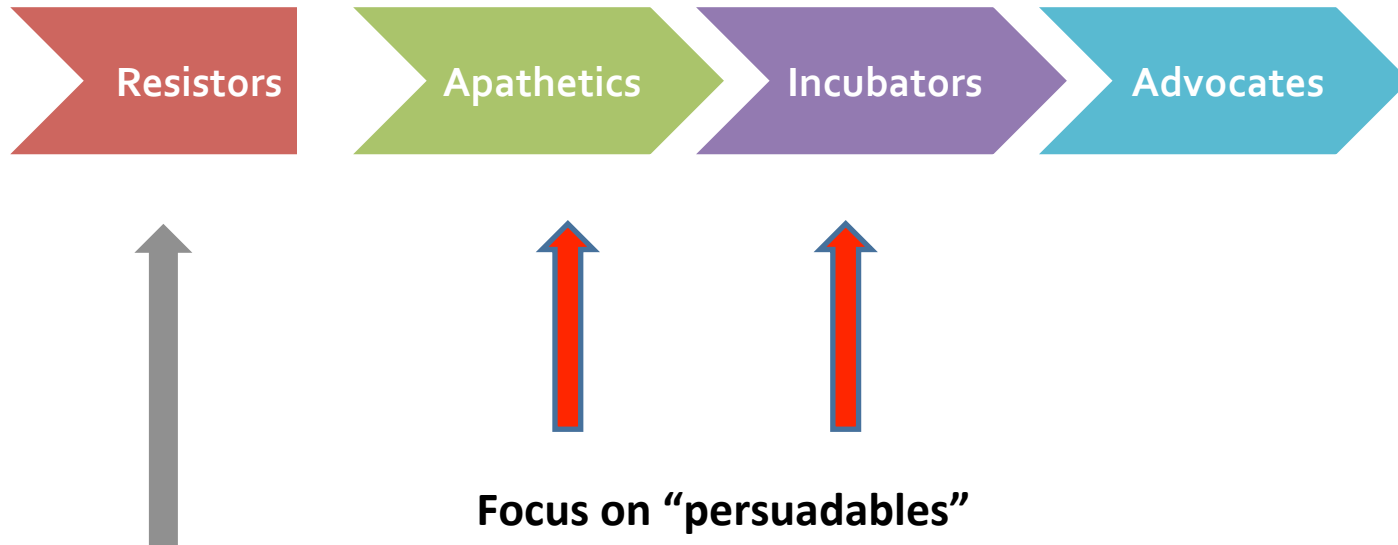 Resistors
Apathetics
Incubators
Advocates
Focus on “persuadables”